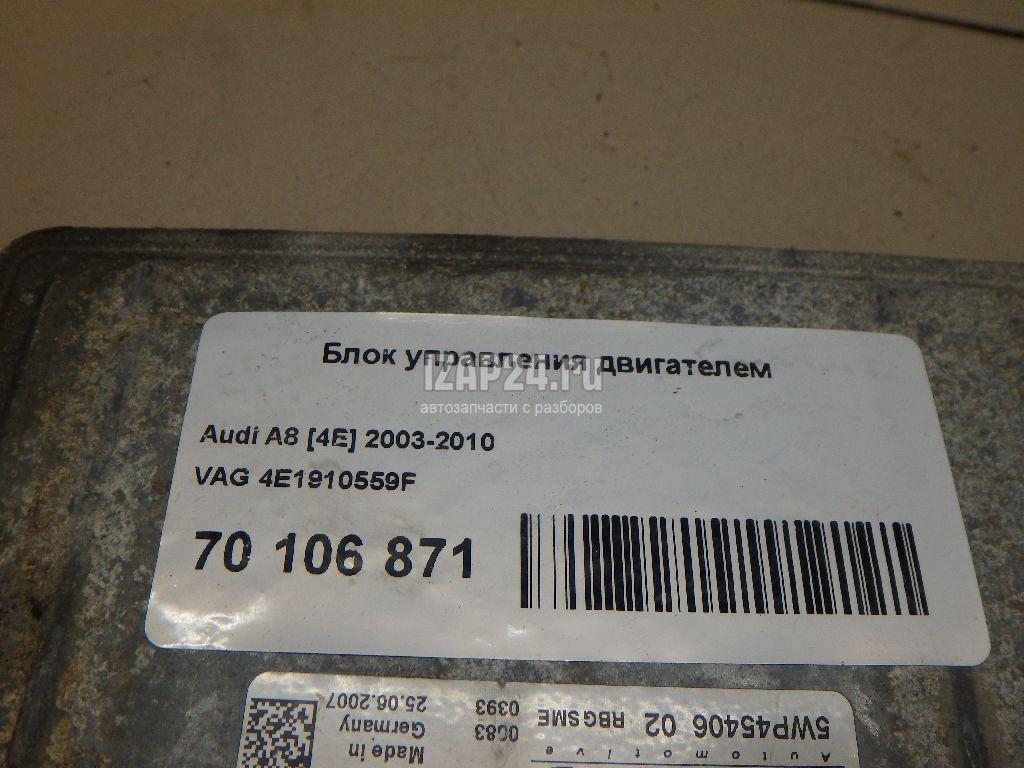 Блок управления двигателем
IZAP24.ru
автозапчасти с разборов
Audi A8 [4E] 2003-2010
VAG 4E1910559F
70 106 871
5WP45406 02 RBGSME
0393
25.06.2007
Made in
Germany
Automotive